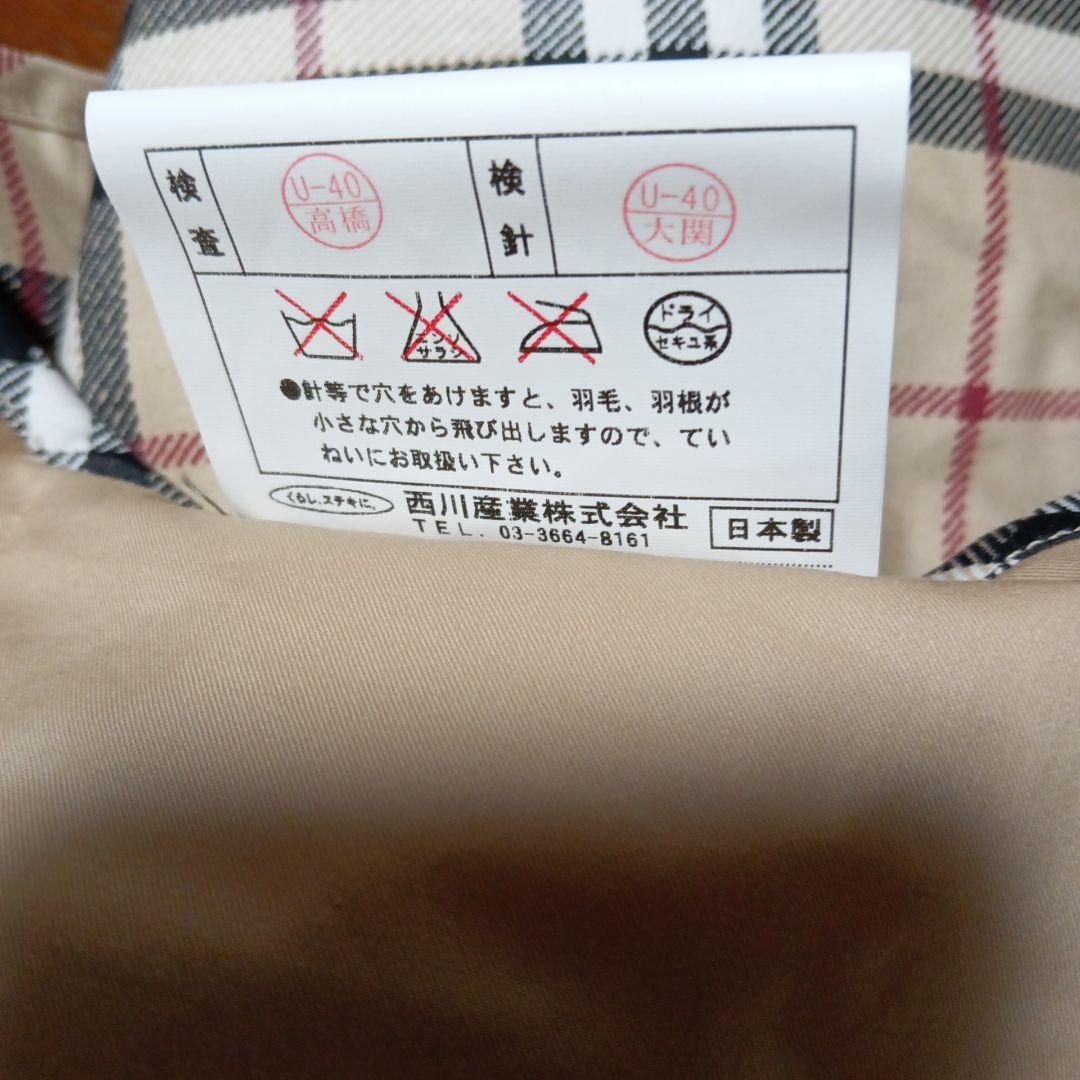 検査
U-40
高橋
検針
U-40
大関
エンソ
サラシ
ドライ
セキユ系
●針等で穴をあけますと、羽毛、羽根が
小さな穴から飛び出しますので、てい
ねいにお取扱い下さい。
くらし、ステキに。
西川産業株式会社
TEL. 03-3664-8161
日本製